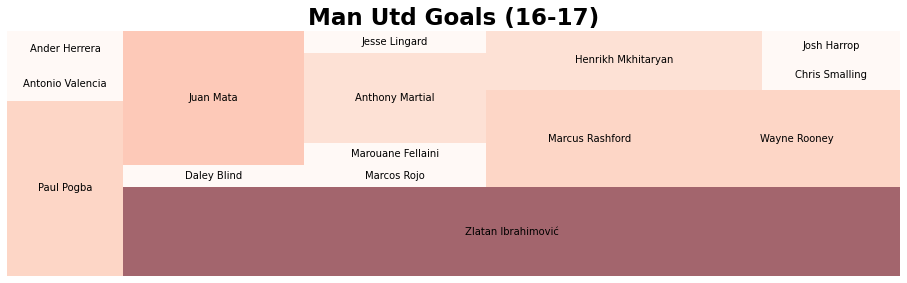 Man Utd Goals (16-17)
Ander Herrera
Antonio Valencia
Paul Pogba
Juan Mata
Daley Blind
Jesse Lingard
Anthony Martial
Marouane Fellaini
Marcos Rojo
Henrikh Mkhitaryan
Josh Harrop
Chris Smalling
Marcus Rashford
Wayne Rooney
Zlatan Ibrahimović